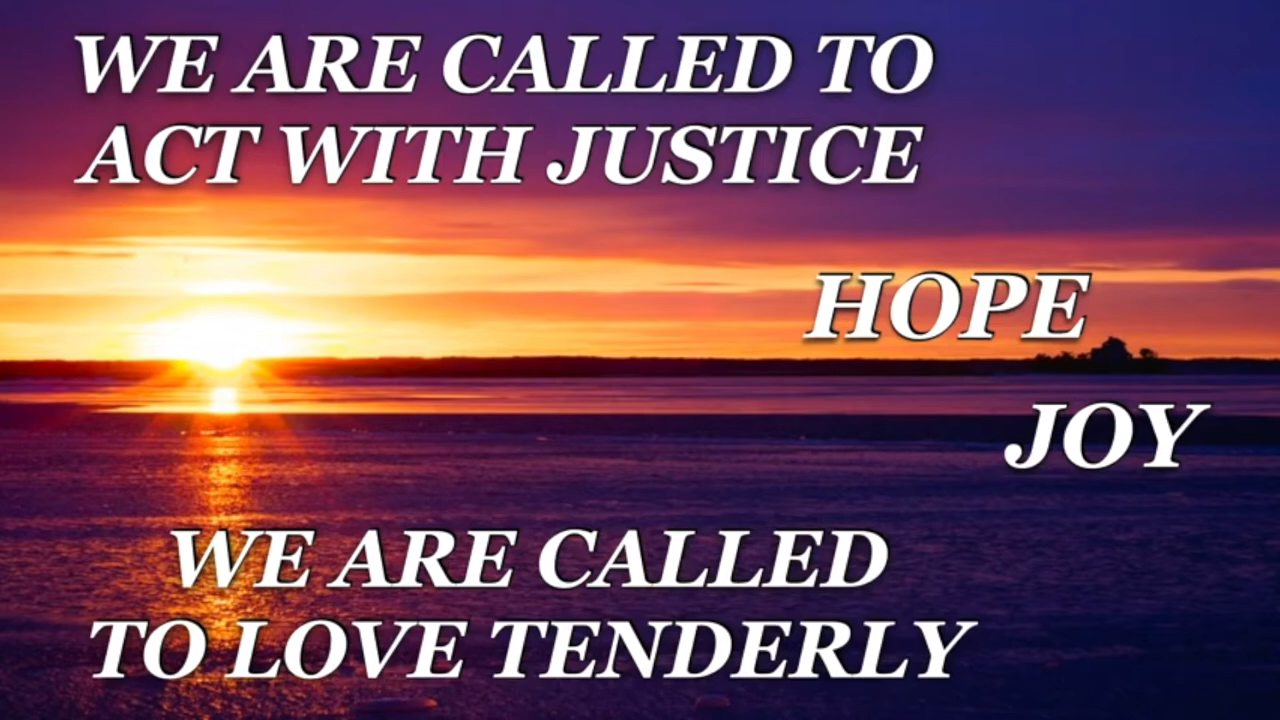 WE ARE CALLED TO
ACT WITH JUSTICE
HOPE
JOY
WE ARE CALLED
TO LOVE TENDERLY